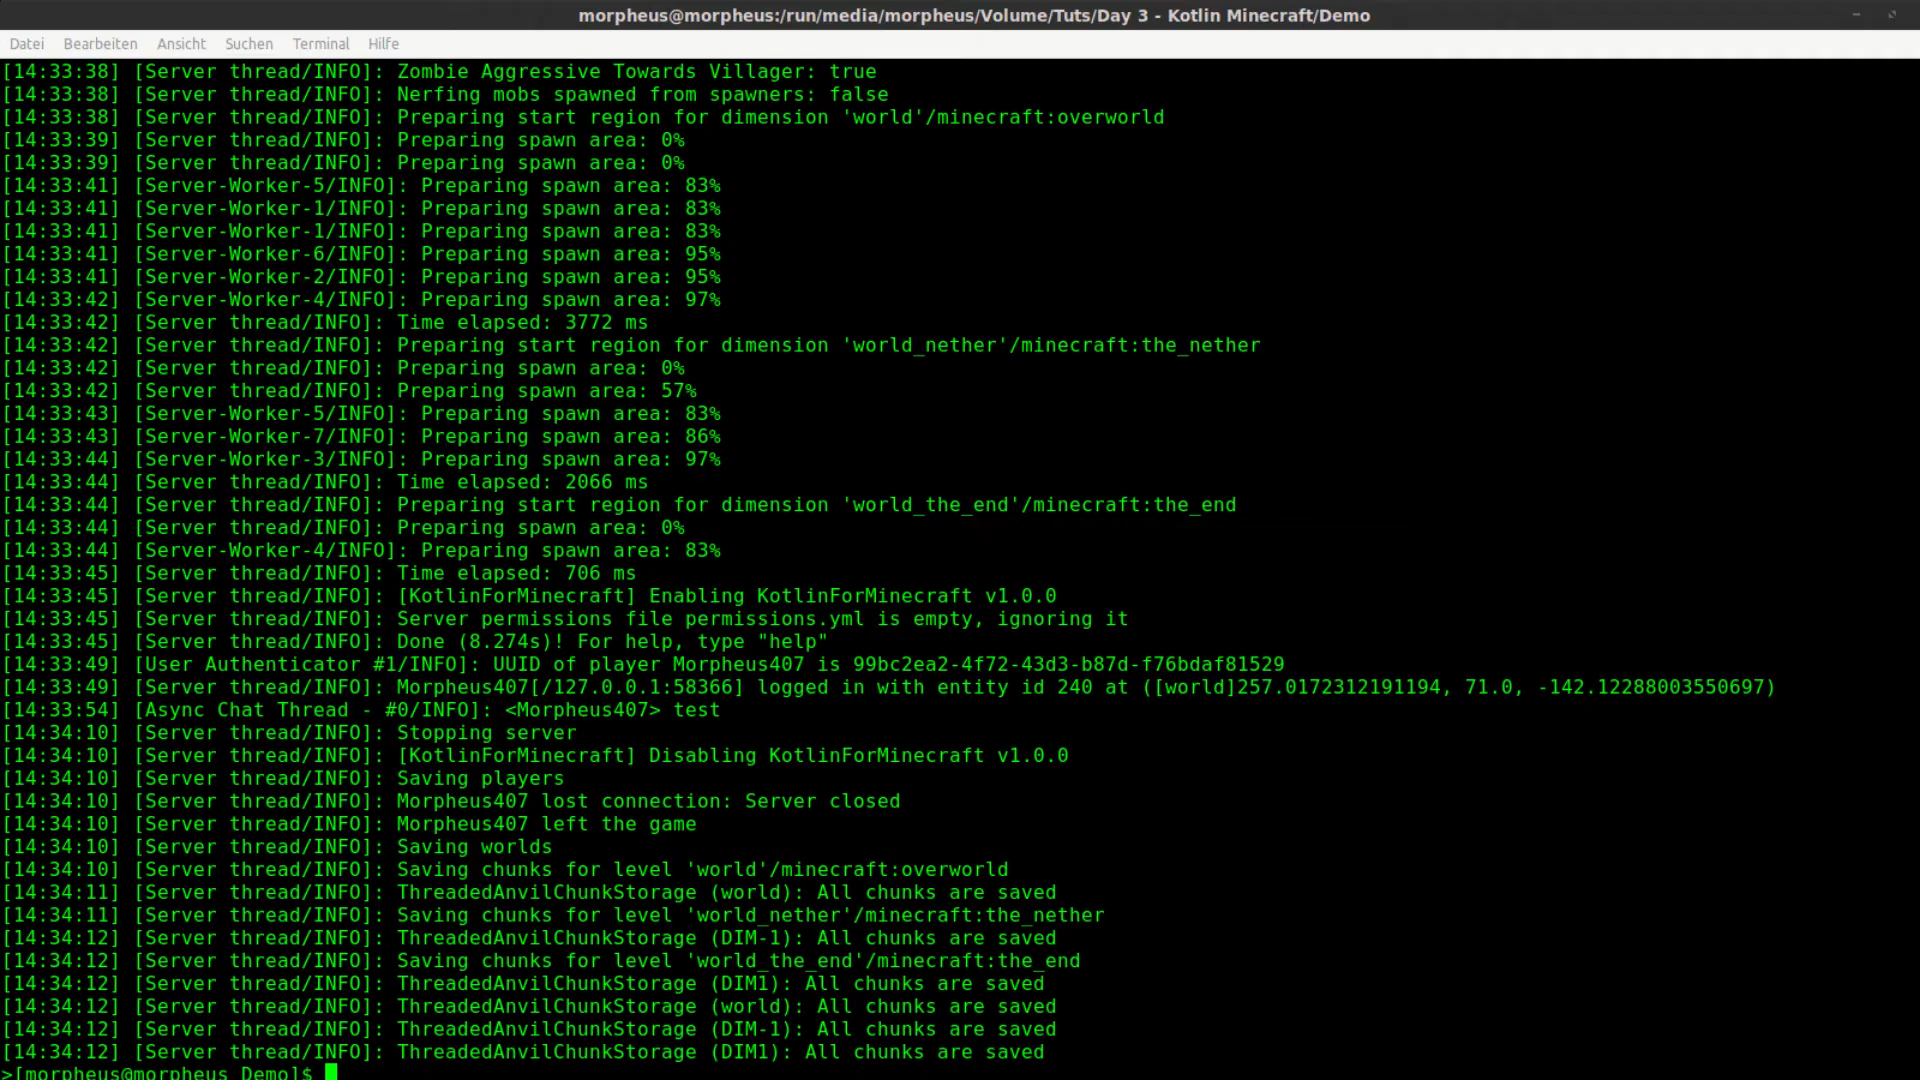 morpheus@morpheus:/run/media/morpheus/Volume/Tuts/Day 3 - Kotlin Minecraft/Demo
Datei Bearbeiten Ansicht Suchen Terminal Hilfe
[14:33:38] [Server thread/INFO]: Zombie Aggressive Towards Villager: true
[14:33:38] [Server thread/INFO]: Nerfing mobs spawned from spawners: false
[14:33:38] [Server thread/INFO]: Preparing start region for dimension 'world'/minecraft:overworld
[14:33:39] [Server thread/INFO]: Preparing spawn area: 0%
[14:33:39] [Server thread/INFO]: Preparing spawn area: 0%
[14:33:41] [Server-Worker-5/INFO]: Preparing spawn area: 83%
[14:33:41] [Server-Worker-1/INFO]: Preparing spawn area: 83%
[14:33:41] [Server-Worker-1/INFO]: Preparing spawn area: 83%
[14:33:41] [Server-Worker-6/INFO]: Preparing spawn area: 95%
[14:33:41] [Server-Worker-2/INFO]: Preparing spawn area: 95%
[14:33:42] [Server-Worker-4/INFO]: Preparing spawn area: 97%
[14:33:42] [Server thread/INFO]: Time elapsed: 3772 ms
[14:33:42] [Server thread/INFO]: Preparing start region for dimension 'world_nether'/minecraft:the_nether
[14:33:42] [Server thread/INFO]: Preparing spawn area: 0%
[14:33:42] [Server thread/INFO]: Preparing spawn area: 57%
[14:33:43] [Server-Worker-5/INFO]: Preparing spawn area: 83%
[14:33:43] [Server-Worker-7/INFO]: Preparing spawn area: 86%
[14:33:44] [Server-Worker-3/INFO]: Preparing spawn area: 97%
[14:33:44] [Server thread/INFO]: Time elapsed: 2066 ms
[14:33:44] [Server thread/INFO]: Preparing start region for dimension 'world_the_end'/minecraft:the_end
[14:33:44] [Server thread/INFO]: Preparing spawn area: 0%
[14:33:44] [Server-Worker-4/INFO]: Preparing spawn area: 83%
[14:33:45] [Server thread/INFO]: Time elapsed: 706 ms
[14:33:45] [Server thread/INFO]: [KotlinForMinecraft] Enabling KotlinForMinecraft v1.0.0
[14:33:45] [Server thread/INFO]: Server permissions file permissions.yml is empty, ignoring it
[14:33:45] [Server thread/INFO]: Done (8.274s)! For help, type "help"
[14:33:49] [User Authenticator #1/INFO]: UUID of player Morpheus407 is 99bc2ea2-4f72-43d3-b87d-f76bdaf81529
[14:33:49] [Server thread/INFO]: Morpheus407[/127.0.0.1:58366] logged in with entity id 240 at ([world]257.0172312191194, 71.0, -142.12288003550697)
[14:33:54] [Async Chat Thread - #0/INFO]: <Morpheus407> test
[14:34:10] [Server thread/INFO]: Stopping server
[14:34:10] [Server thread/INFO]: [KotlinForMinecraft] Disabling KotlinForMinecraft v1.0.0
[14:34:10] [Server thread/INFO]: Saving players
[14:34:10] [Server thread/INFO]: Morpheus407 lost connection: Server closed
[14:34:10] [Server thread/INFO]: Morpheus407 left the game
[14:34:10] [Server thread/INFO]: Saving worlds
[14:34:10] [Server thread/INFO]: Saving chunks for level 'world'/minecraft:overworld
[14:34:11] [Server thread/INFO]: ThreadedAnvilChunkStorage (world): All chunks are saved
[14:34:11] [Server thread/INFO]: Saving chunks for level 'world_nether'/minecraft:the_nether
[14:34:12] [Server thread/INFO]: ThreadedAnvilChunkStorage (DIM-1): All chunks are saved
[14:34:12] [Server thread/INFO]: Saving chunks for level 'world_the_end'/minecraft:the_end
[14:34:12] [Server thread/INFO]: ThreadedAnvilChunkStorage (DIM1): All chunks are saved
[14:34:12] [Server thread/INFO]: ThreadedAnvilChunkStorage (world): All chunks are saved
[14:34:12] [Server thread/INFO]: ThreadedAnvilChunkStorage (DIM-1): All chunks are saved
[14:34:12] [Server thread/INFO]: ThreadedAnvilChunkStorage (DIM1): All chunks are saved
>[morpheus@morpheus Demo]$